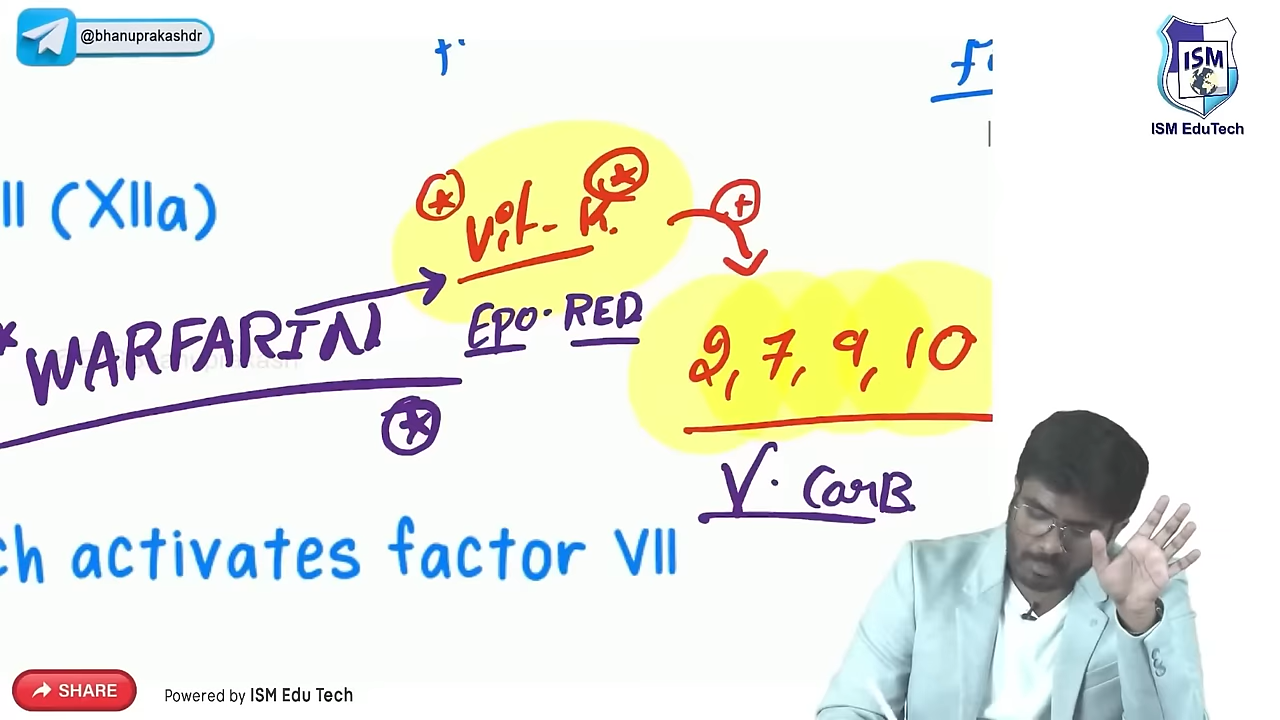 @bhanuprakashdr
ISM
ISM EduTech
II (XIIa)
Vit- K.
+
WARFARIN
EPO. RED
2, 7, 9, 10
V. CarB
ch activates factor VII
SHARE
Powered by ISM Edu Tech